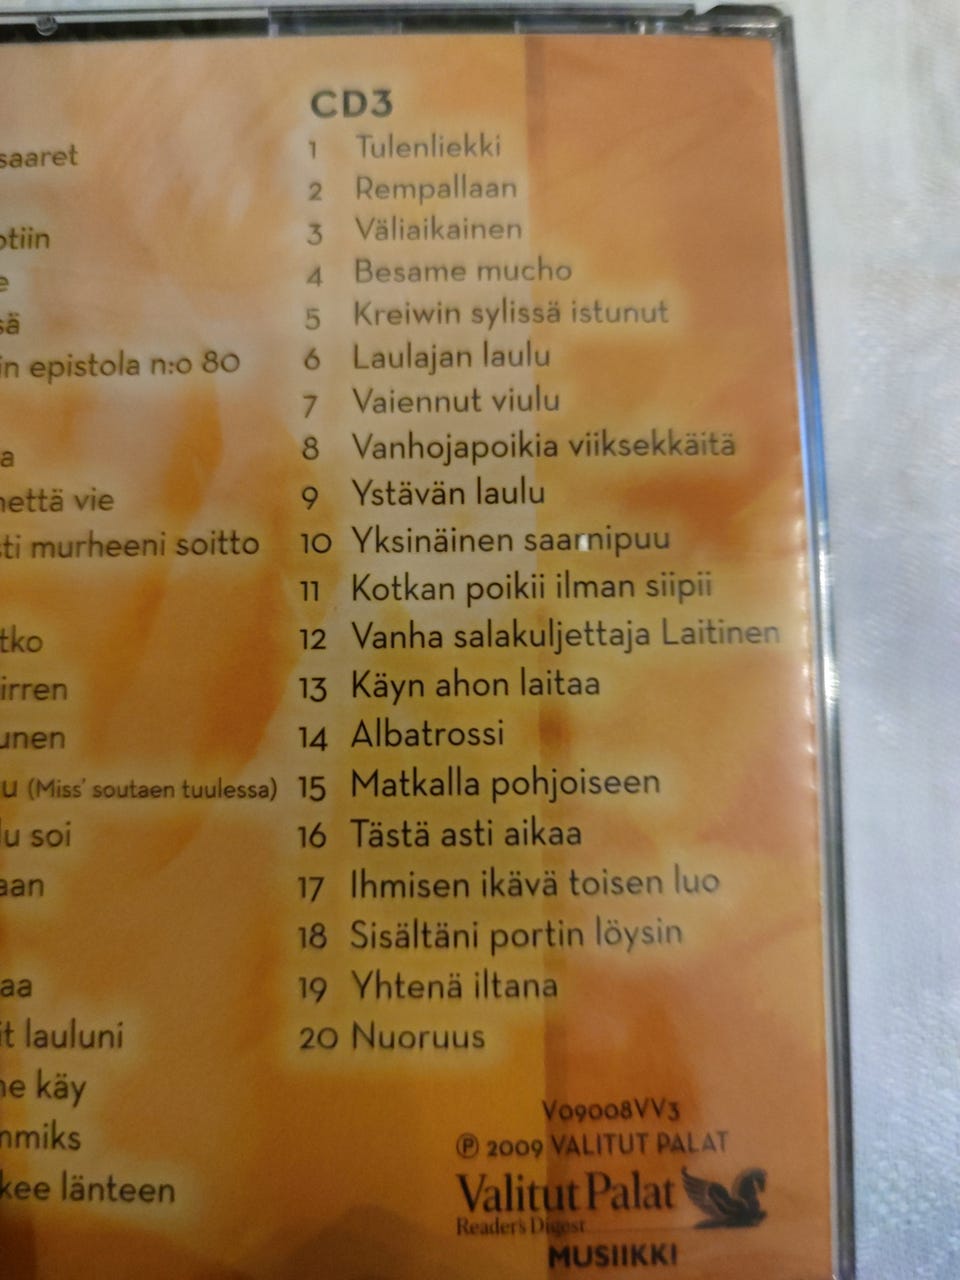 saaret
otiin
e
sä
in epistola n:o 80
a
nettä vie
sti murheeni soitto
tko
irren
unen
u (Miss' soutaen tuulessa)
lu soi
aan
aa
it lauluni
ne käy
mmiks
kee länteen
CD3
1 Tulenliekki
2 Rempallaan
3 Väliaikainen
4 Besame mucho
5 Kreiwin sylissä istunut
6 Laulajan laulu
7 Vaiennut viulu
8 Vanhojapoikia viiksekkäitä
9 Ystävän laulu
10 Yksinäinen saarnipuu
11 Kotkan poikii ilman siipii
12 Vanha salakuljettaja Laitinen
13 Käyn ahon laitaa
14 Albatrossi
15 Matkalla pohjoiseen
16 Tästä asti aikaa
17 Ihmisen ikävä toisen luo
18 Sisältäni portin löysin
19 Yhtenä iltana
20 Nuoruus
V09008VV3
℗ 2009 VALITUT PALAT
Valitut Palat
Reader's Digest
MUSIIKKI